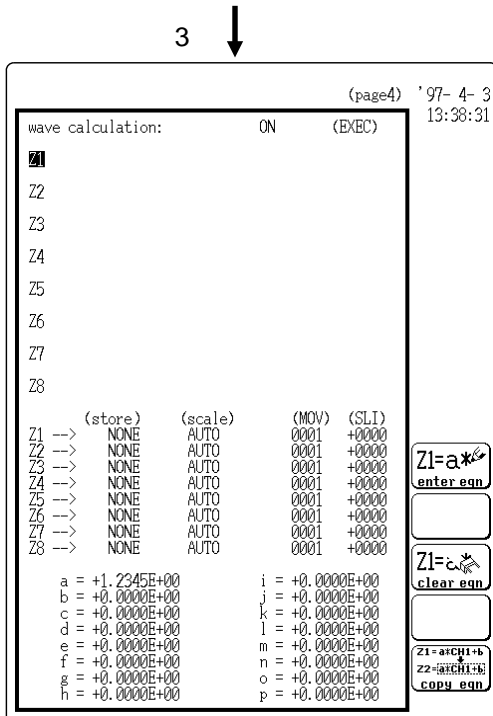 3
(page4) '97- 4- 3
13:38:31
wave calculation: ON (EXEC)
Z1
Z2
Z3
Z4
Z5
Z6
Z7
Z8
(store) (scale) (MOV) (SLI)
Z1 --> NONE AUTO 0001 +0000
Z2 --> NONE AUTO 0001 +0000
Z3 --> NONE AUTO 0001 +0000
Z4 --> NONE AUTO 0001 +0000
Z5 --> NONE AUTO 0001 +0000
Z6 --> NONE AUTO 0001 +0000
Z7 --> NONE AUTO 0001 +0000
Z8 --> NONE AUTO 0001 +0000
a = +1.2345E+00 i = +0.0000E+00
b = +0.0000E+00 j = +0.0000E+00
c = +0.0000E+00 k = +0.0000E+00
d = +0.0000E+00 l = +0.0000E+00
e = +0.0000E+00 m = +0.0000E+00
f = +0.0000E+00 n = +0.0000E+00
g = +0.0000E+00 o = +0.0000E+00
h = +0.0000E+00 p = +0.0000E+00
Z1=a*
enter eqn
Z1=
clear eqn
Z1=a*CH1+b
Z2=a*CH1+b
copy eqn